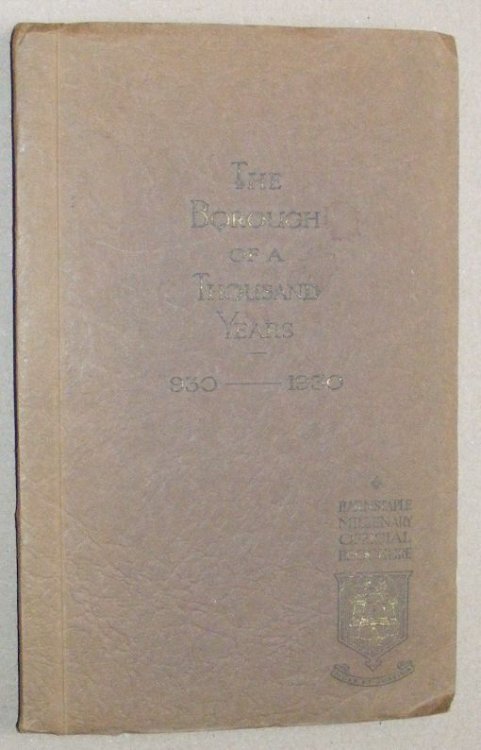 THE
BOROUGH
OF A
THOUSAND
YEARS
930 — 1930
BARNSTAPLE
MILLENARY
OFFICIAL